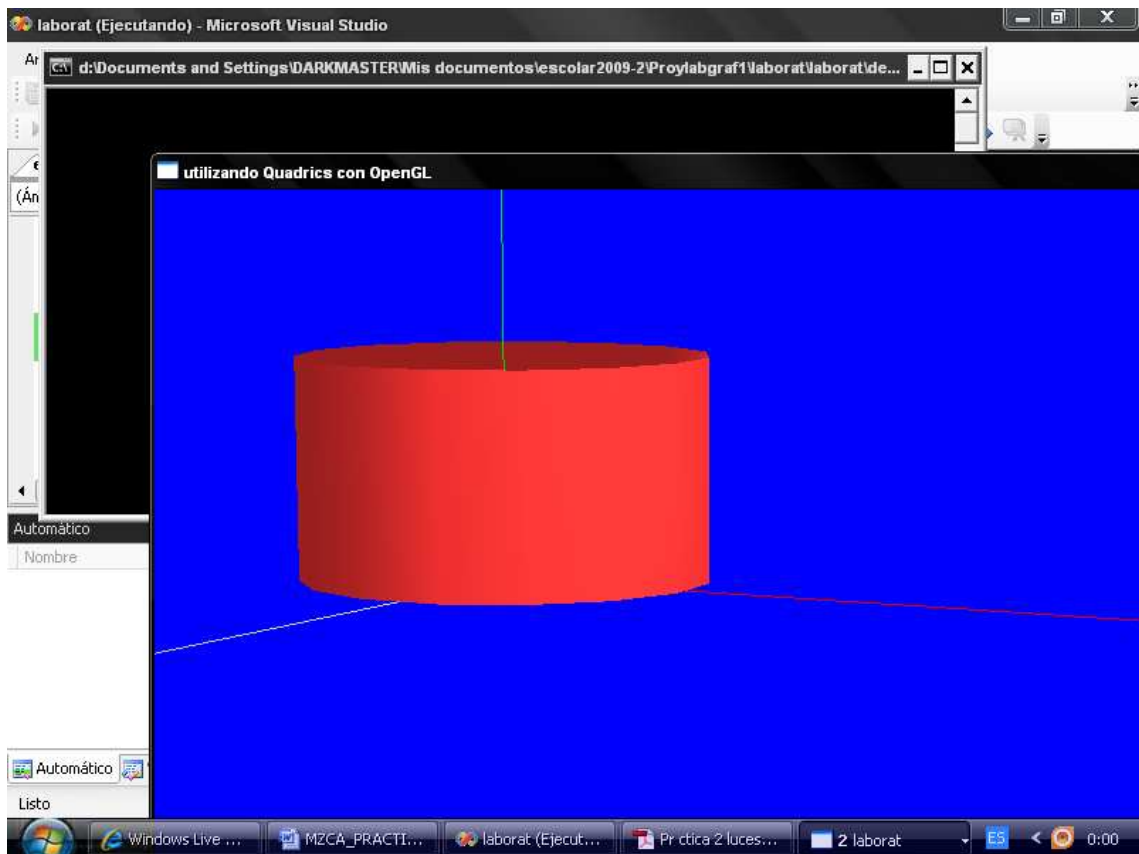 laborat (Ejecutando) - Microsoft Visual Studio
Ar
d:\Documents and Settings\DARKMASTER\Mis documentos\escolar2009-2\Proylabgraf1\laborat\laborat\de...
utilizando Quadrics con OpenGL
(Án
Automático
Nombre
Automático
Listo
Windows Live ...
MZCA_PRACTI...
laborat (Ejecut...
Pr ctica 2 luces...
2 laborat
ES
0:00